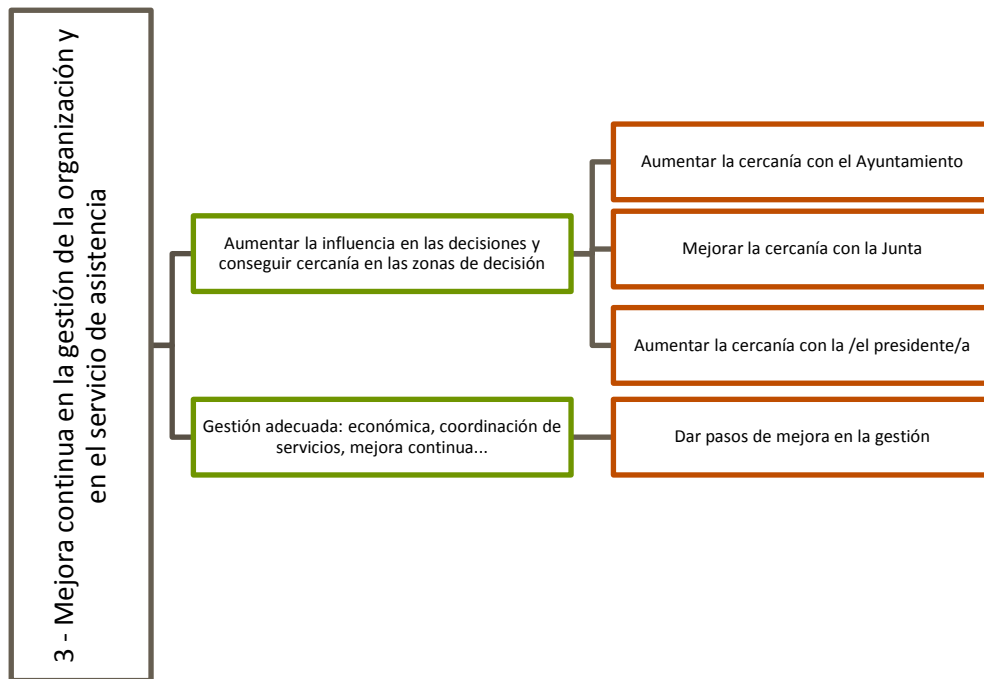 3 - Mejora continua en la gestión de la organización y
en el servicio de asistencia
Aumentar la influencia en las decisiones y
conseguir cercanía en las zonas de decisión
Aumentar la cercanía con el Ayuntamiento
Mejorar la cercanía con la Junta
Aumentar la cercanía con la /el presidente/a
Gestión adecuada: económica, coordinación de
servicios, mejora continua...
Dar pasos de mejora en la gestión